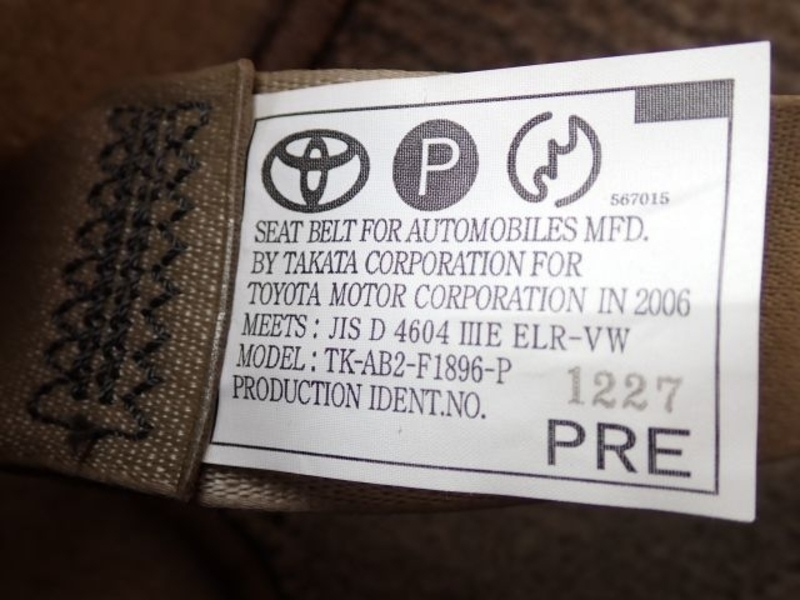 P
567015
SEAT BELT FOR AUTOMOBILES MFD.
BY TAKATA CORPORATION FOR
TOYOTA MOTOR CORPORATION IN 2006
MEETS : JIS D 4604 IIIE ELR-VW
MODEL : TK-AB2-F1896-P
PRODUCTION IDENT.NO. 1227
PRE